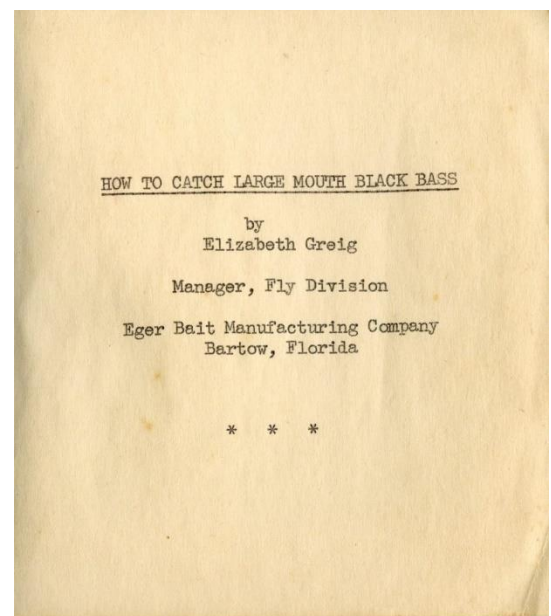 HOW TO CATCH LARGE MOUTH BLACK BASS
by
Elizabeth Greig
Manager, Fly Division
Eger Bait Manufacturing Company
Bartow, Florida
* * *